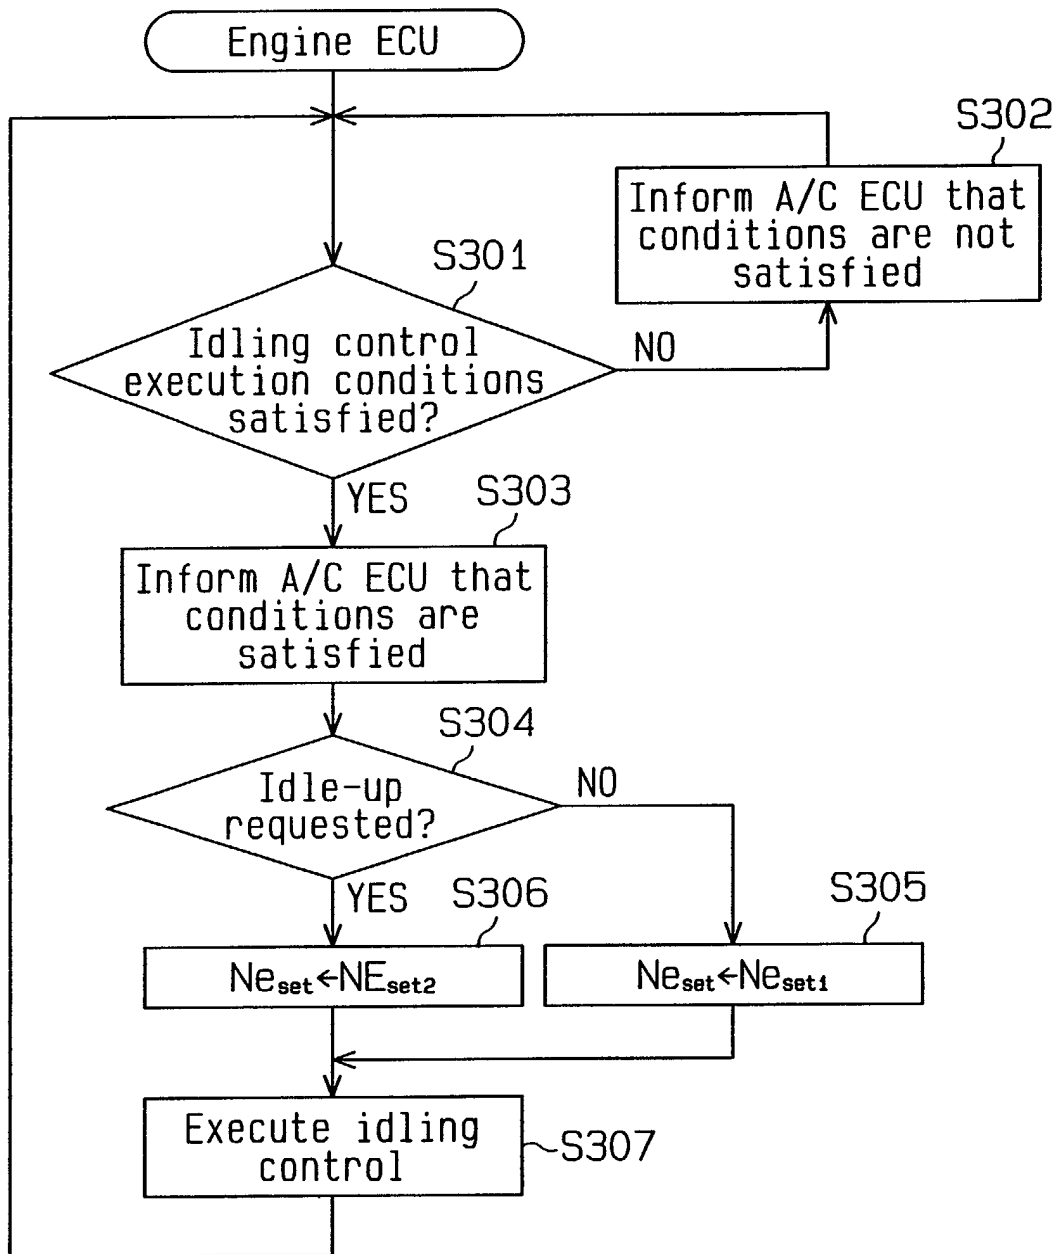 Engine ECU
S302
Inform A/C ECU that
conditions are not
satisfied
S301
Idling control
execution conditions
satisfied?
NO
YES
S303
Inform A/C ECU that
conditions are
satisfied
S304
Idle-up
requested?
NO
YES
S306
S305
Neset←NEset2
Neset←Neset1
Execute idling
control
S307